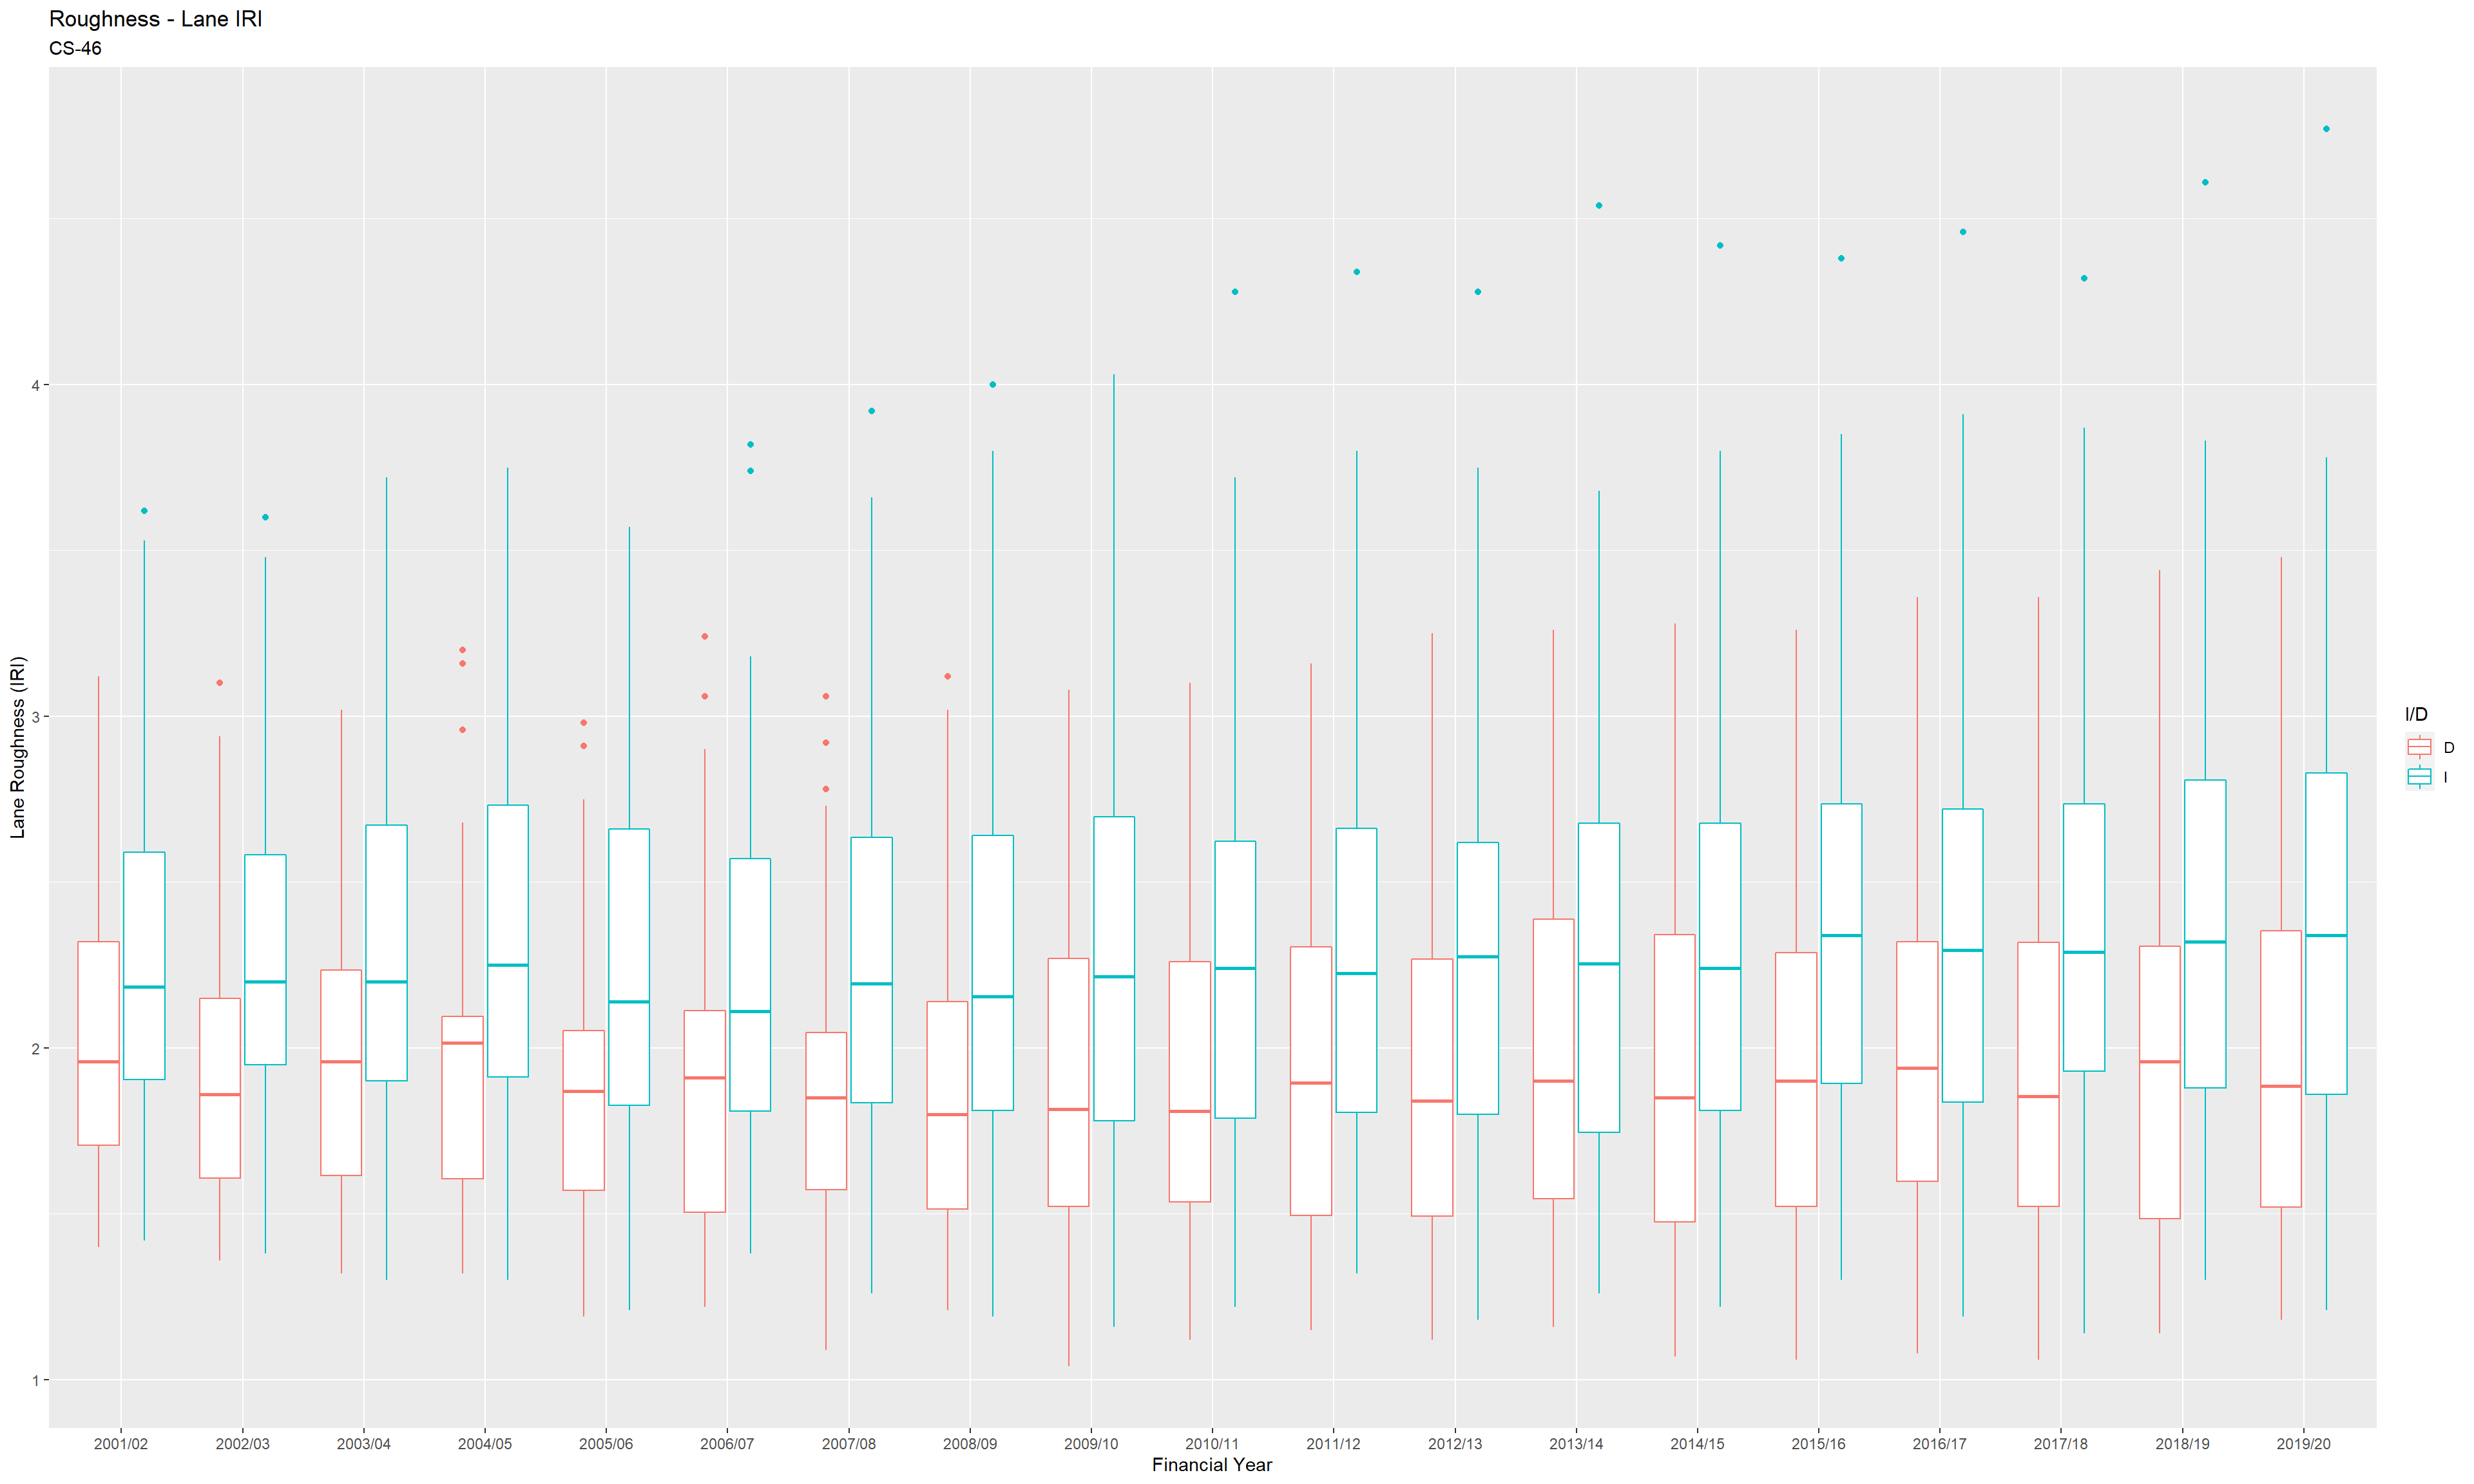 Roughness - Lane IRI
CS-46
Lane Roughness (IRI)
4
3
2
1
2001/02 2002/03 2003/04 2004/05 2005/06 2006/07 2007/08 2008/09 2009/10 2010/11 2011/12 2012/13 2013/14 2014/15 2015/16 2016/17 2017/18 2018/19 2019/20
Financial Year
I/D
D
I